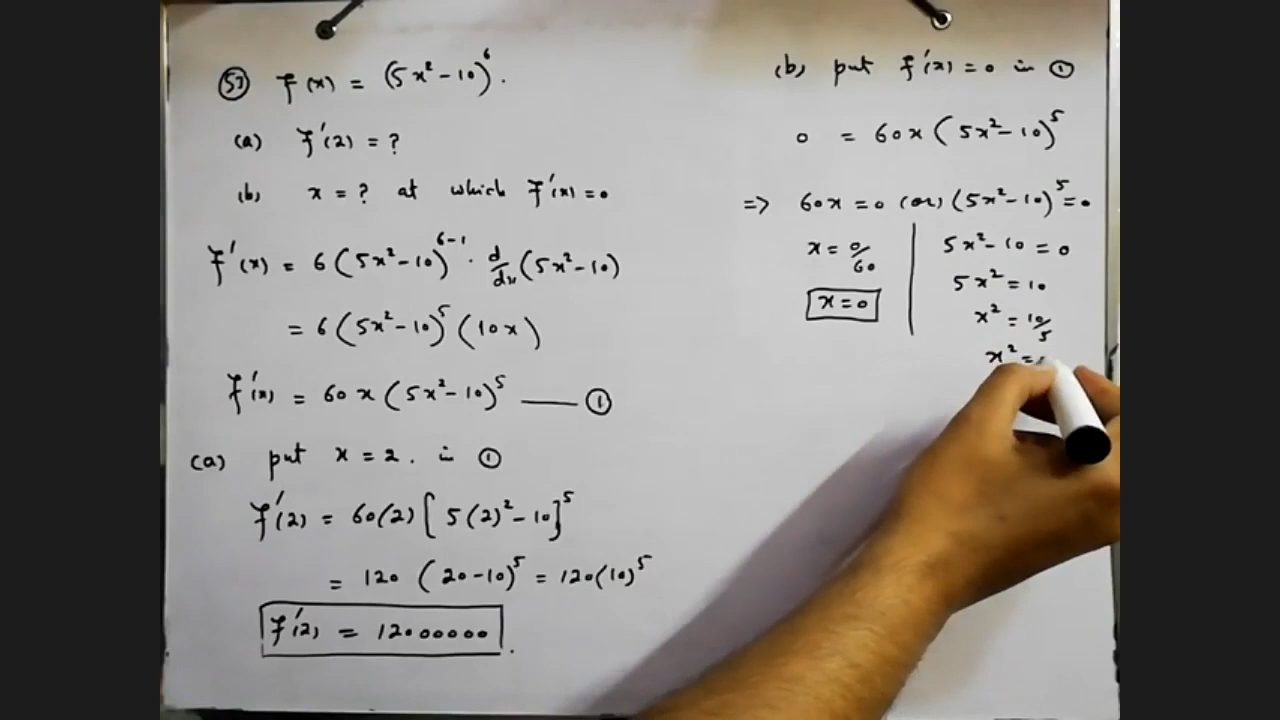 53 f(x) = (5x²-10)⁶.
(a) f'(2) = ?
(b) x = ? at which f'(x) = 0
f'(x) = 6(5x²-10)⁶⁻¹ · d/dx (5x²-10)
= 6(5x²-10)⁵ (10x)
f'(x) = 60x (5x²-10)⁵ —— ①
(a) put x = 2. in ①
f'(2) = 60(2) [5(2)²-10]⁵
= 120 (20-10)⁵ = 120(10)⁵
f'(2) = 12000000
(b) put f'(x) = 0 in ①
0 = 60x (5x²-10)⁵
=> 60x = 0 (or) (5x²-10)⁵ = 0
x = 0/60
x = 0
5x²-10 = 0
5x² = 10
x² = 10/5
x² =